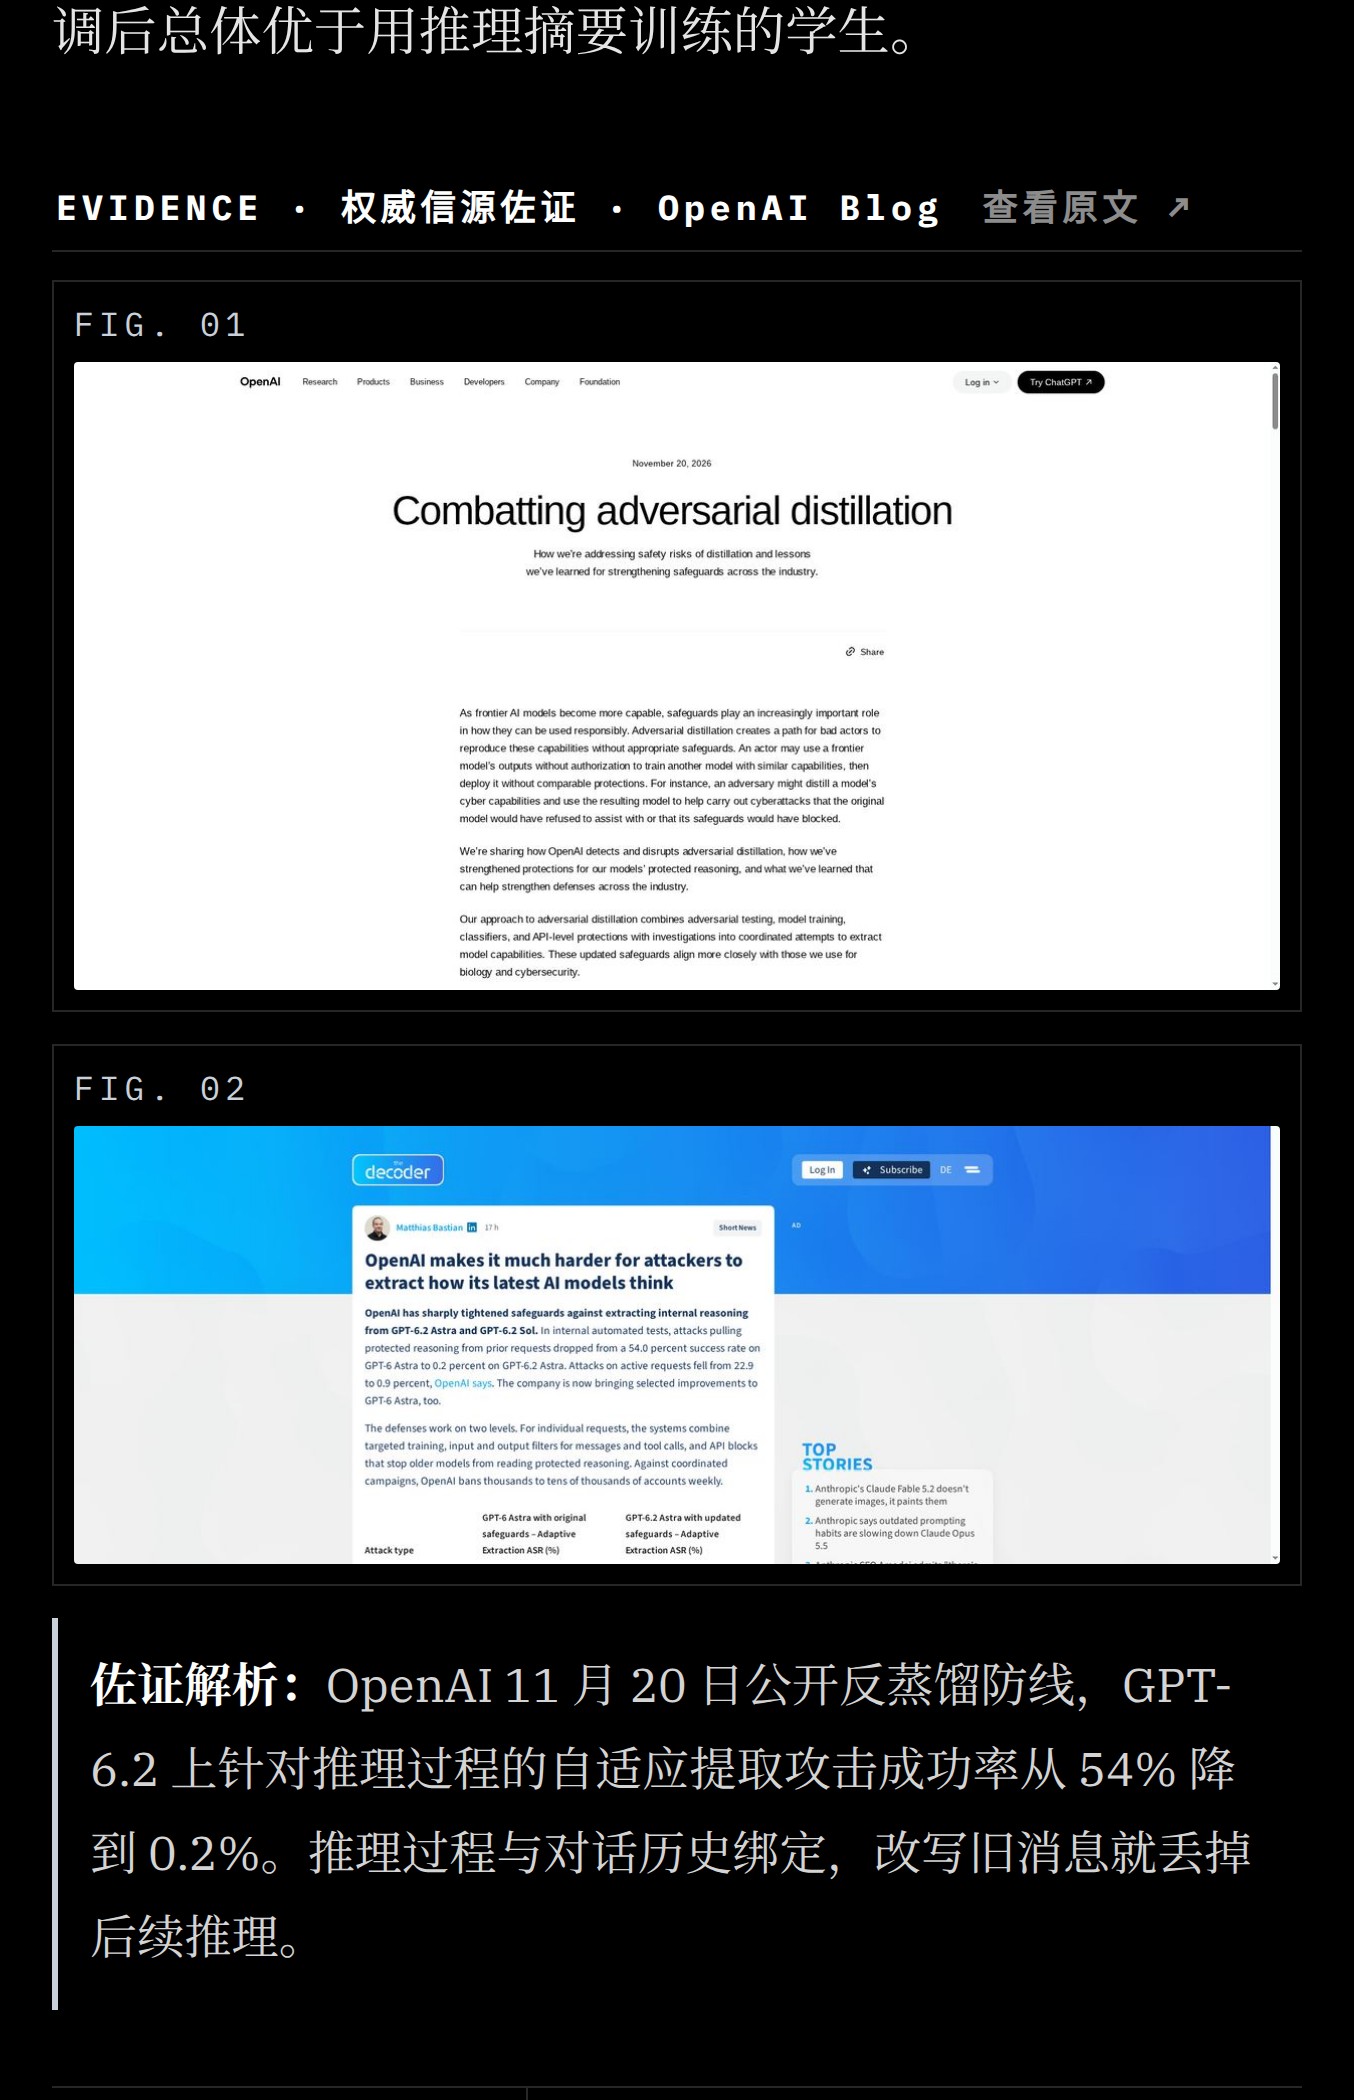 调后总体优于用推理摘要训练的学生。
EVIDENCE · 权威信源佐证 · OpenAI Blog 查看原文 ↗
FIG. 01
OpenAI Research Products Business Developers Company Foundation Log in Try ChatGPT ↗
November 20, 2026
Combatting adversarial distillation
How we're addressing safety risks of distillation and lessons
we've learned for strengthening safeguards across the industry.
Share
As frontier AI models become more capable, safeguards play an increasingly important role
in how they can be used responsibly. Adversarial distillation creates a path for bad actors to
reproduce these capabilities without appropriate safeguards. An actor may use a frontier
model's outputs without authorization to train another model with similar capabilities, then
deploy it without comparable protections. For instance, an adversary might distill a model's
cyber capabilities and use the resulting model to help carry out cyberattacks that the original
model would have refused to assist with or that its safeguards would have blocked.
We're sharing how OpenAI detects and disrupts adversarial distillation, how we've
strengthened protections for our models' protected reasoning, and what we've learned that
can help strengthen defenses across the industry.
Our approach to adversarial distillation combines adversarial testing, model training,
classifiers, and API-level protections with investigations into coordinated attempts to extract
model capabilities. These updated safeguards align more closely with those we use for
biology and cybersecurity.
FIG. 02
the
decoder
Log In Subscribe DE
Matthias Bastian in 17 h
Short News
AD
OpenAI makes it much harder for attackers to
extract how its latest AI models think
OpenAI has sharply tightened safeguards against extracting internal reasoning
from GPT-6.2 Astra and GPT-6.2 Sol. In internal automated tests, attacks pulling
protected reasoning from prior requests dropped from a 54.0 percent success rate on
GPT-6 Astra to 0.2 percent on GPT-6.2 Astra. Attacks on active requests fell from 22.9
to 0.9 percent, OpenAI says. The company is now bringing selected improvements to
GPT-6 Astra, too.
The defenses work on two levels. For individual requests, the systems combine
targeted training, input and output filters for messages and tool calls, and API blocks
that stop older models from reading protected reasoning. Against coordinated
campaigns, OpenAI bans thousands to tens of thousands of accounts weekly.
GPT-6 Astra with original
safeguards – Adaptive
Extraction ASR (%)
GPT-6.2 Astra with updated
safeguards – Adaptive
Extraction ASR (%)
Attack type
TOP
STORIES
1. Anthropic's Claude Fable 5.2 doesn't
generate images, it paints them
2. Anthropic says outdated prompting
habits are slowing down Claude Opus
5.5
佐证解析：OpenAI 11 月 20 日公开反蒸馏防线，GPT-
6.2 上针对推理过程的自适应提取攻击成功率从 54% 降
到 0.2%。推理过程与对话历史绑定，改写旧消息就丢掉
后续推理。